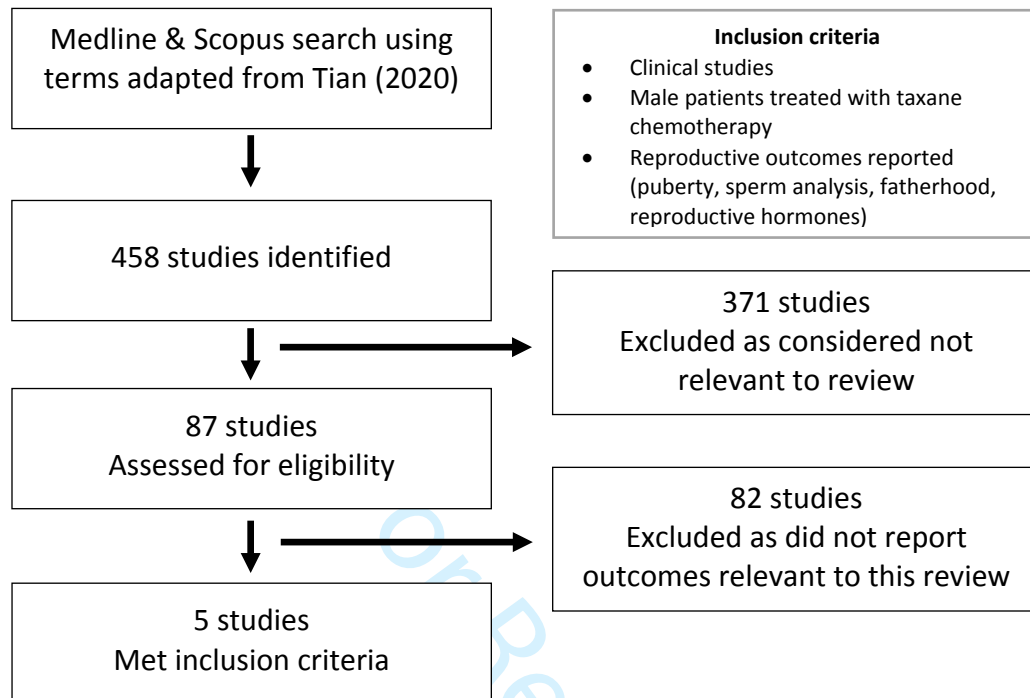 Medline & Scopus search using
terms adapted from Tian (2020)
Inclusion criteria
• Clinical studies
• Male patients treated with taxane
chemotherapy
• Reproductive outcomes reported
(puberty, sperm analysis, fatherhood,
reproductive hormones)
458 studies identified
371 studies
Excluded as considered not
relevant to review
87 studies
Assessed for eligibility
82 studies
Excluded as did not report
outcomes relevant to this review
5 studies
Met inclusion criteria